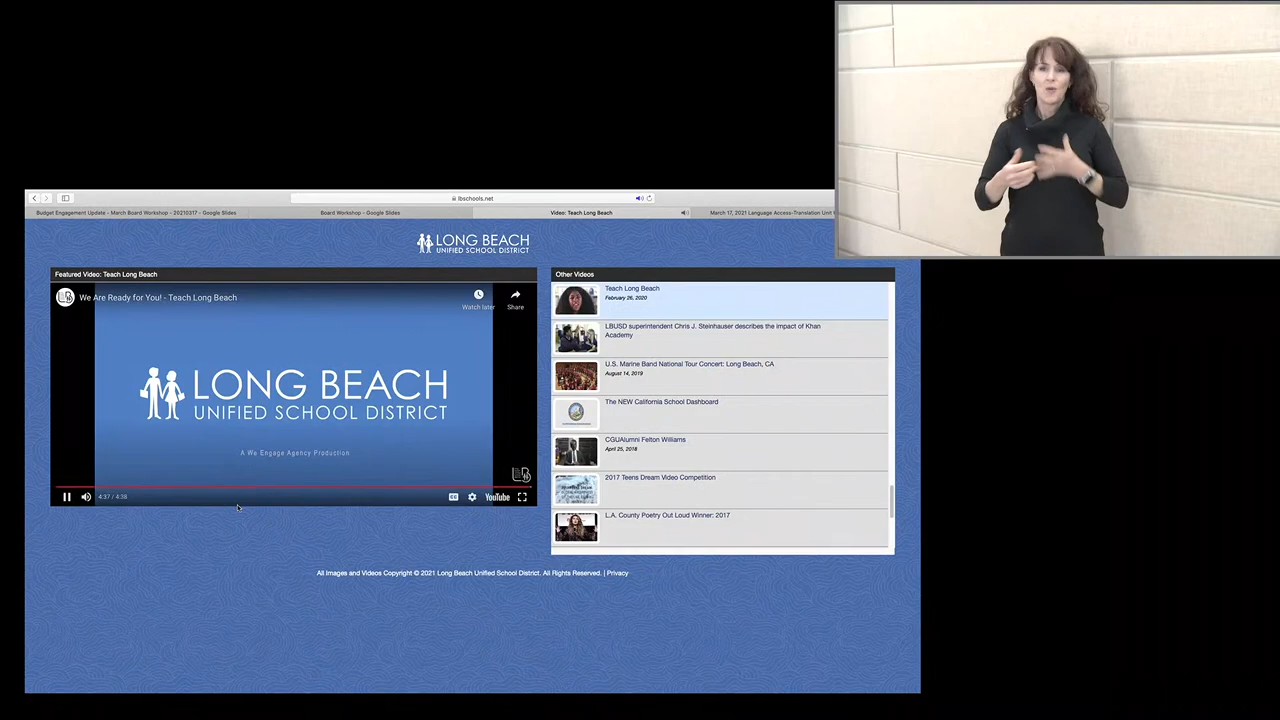 lbschools.net
Budget Engagement Update - March Board Workshop - 20210317 - Google Slides
Board Workshop - Google Slides
Video: Teach Long Beach
March 17, 2021 Language Access-Translation Unit
LONG BEACH
UNIFIED SCHOOL DISTRICT
Featured Video: Teach Long Beach
We Are Ready for You! - Teach Long Beach
Watch later
Share
LONG BEACH
UNIFIED SCHOOL DISTRICT
A We Engage Agency Production
4:37 / 4:38
CC
YouTube
Other Videos
Teach Long Beach
February 26, 2020
LBUSD superintendent Chris J. Steinhauser describes the impact of Khan
Academy
U.S. Marine Band National Tour Concert: Long Beach, CA
August 14, 2019
The NEW California School Dashboard
CGUAlumni Felton Williams
April 25, 2018
2017 Teens Dream Video Competition
L.A. County Poetry Out Loud Winner: 2017
All Images and Videos Copyright © 2021 Long Beach Unified School District. All Rights Reserved. | Privacy